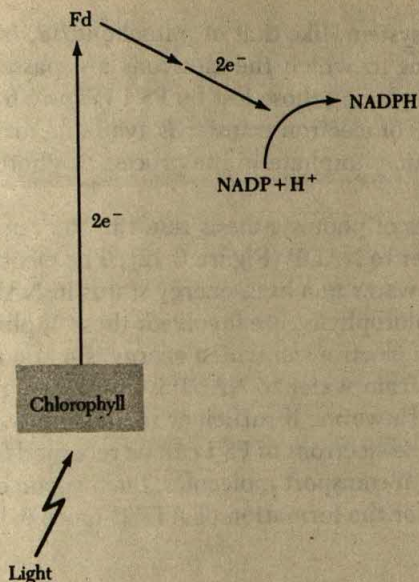 Fd
2e⁻
NADPH
NADP + H⁺
2e⁻
Chlorophyll
Light